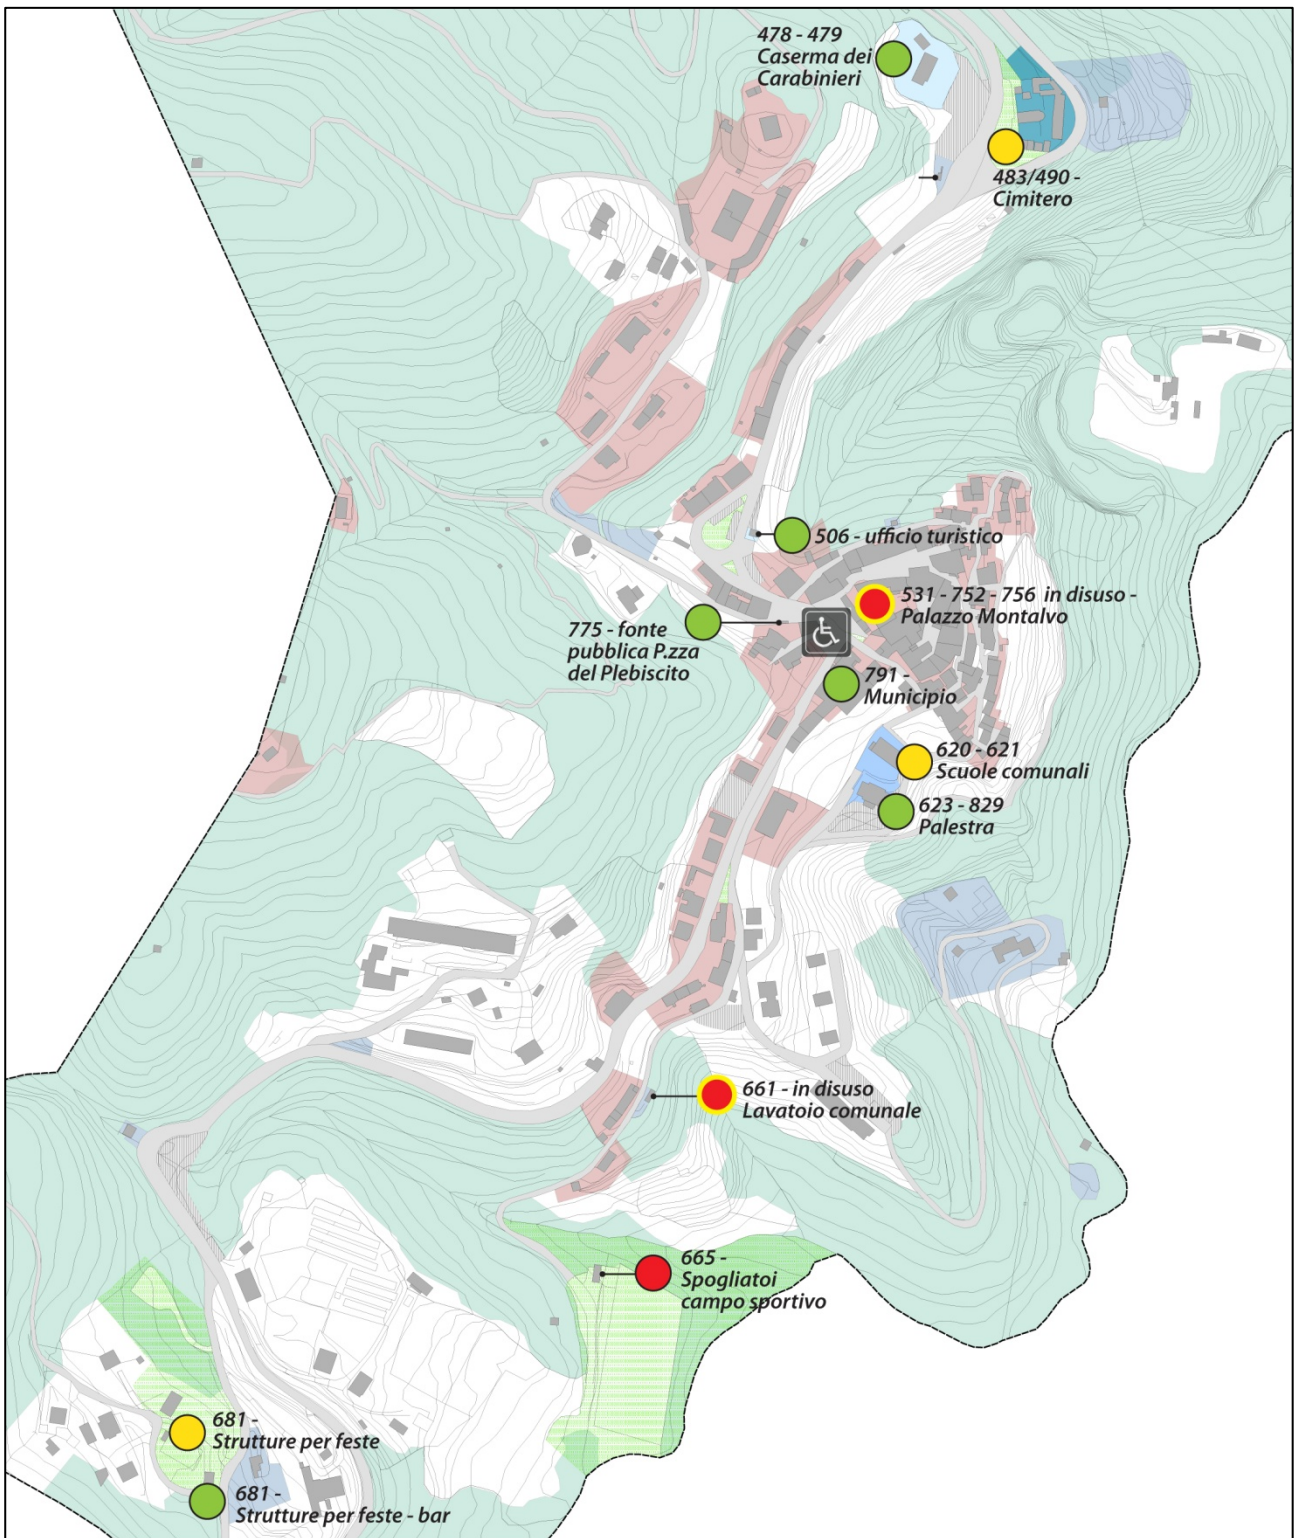 478 - 479
Caserma dei
Carabinieri
483/490 -
Cimitero
506 - ufficio turistico
531 - 752 - 756  in disuso -
Palazzo Montalvo
775 - fonte
pubblica P.zza
del Plebiscito
791 -
Municipio
620 - 621
Scuole comunali
623 - 829
Palestra
661 - in disuso
Lavatoio comunale
665 -
Spogliatoi
campo sportivo
681 -
Strutture per feste
681 -
Strutture per feste - bar